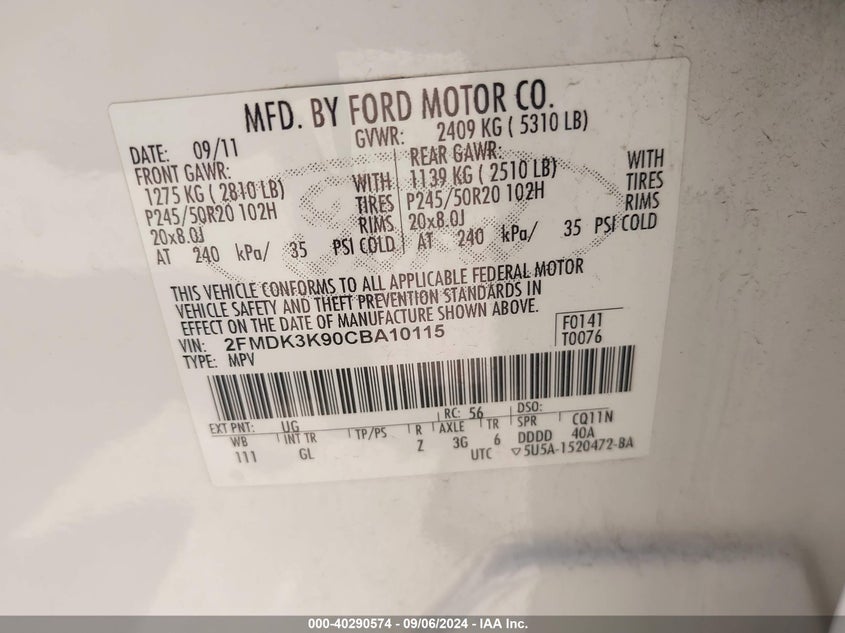 MFD. BY FORD MOTOR CO.
DATE: 09/11 GVWR: 2409 KG ( 5310 LB)
FRONT GAWR: REAR GAWR:
1275 KG ( 2810 LB) WITH 1139 KG ( 2510 LB) WITH
P245/50R20 102H TIRES P245/50R20 102H TIRES
20x8.0J RIMS 20x8.0J RIMS
AT 240 kPa/ 35 PSI COLD AT 240 kPa/ 35 PSI COLD
THIS VEHICLE CONFORMS TO ALL APPLICABLE FEDERAL MOTOR
VEHICLE SAFETY AND THEFT PREVENTION STANDARDS IN
EFFECT ON THE DATE OF MANUFACTURE SHOWN ABOVE.
VIN: 2FMDK3K90CBA10115 F0141
TYPE: MPV T0076
EXT PNT: UG RC: 56 DSO:
WB INT TR TP/PS R AXLE TR SPR CQ11N
111 GL Z 3G 6 DDDD 40A
UTC ▽5U5A-1520472-BA
000-40290574 - 09/06/2024 - IAA Inc.